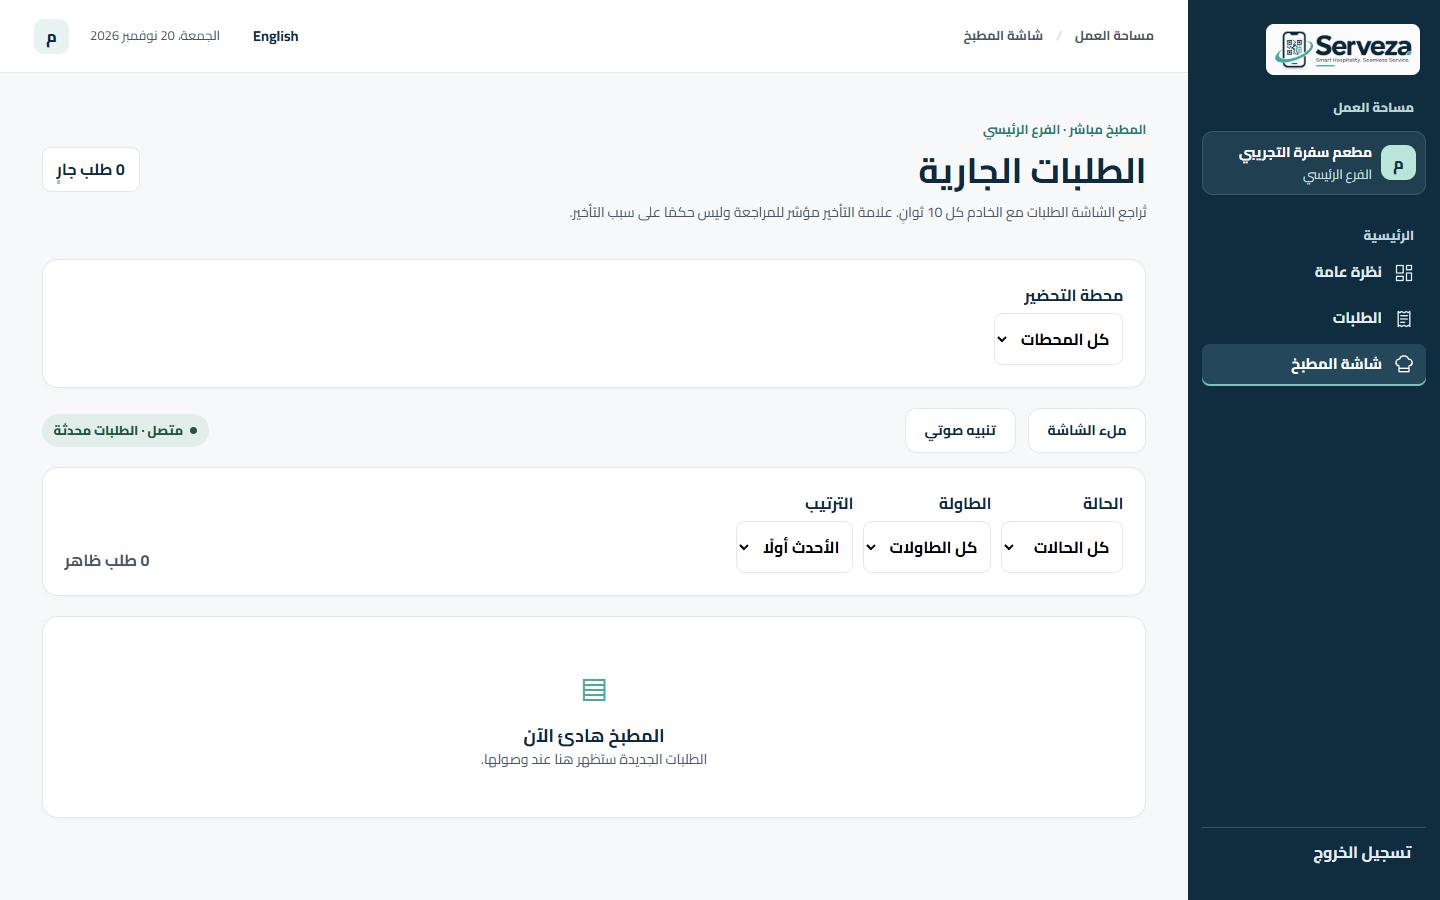 Serveza
Smart Hospitality. Seamless Service.
مساحة العمل
م
مطعم سفرة التجريبي
الفرع الرئيسي
الرئيسية
نظرة عامة
الطلبات
شاشة المطبخ
تسجيل الخروج
مساحة العمل / شاشة المطبخ
English
الجمعة، 20 نوفمبر 2026
م
المطبخ مباشر · الفرع الرئيسي
الطلبات الجارية
تُراجع الشاشة الطلبات مع الخادم كل 10 ثوانٍ. علامة التأخير مؤشر للمراجعة وليس حكمًا على سبب التأخير.
0 طلب جارٍ
محطة التحضير
كل المحطات
ملء الشاشة
تنبيه صوتي
متصل · الطلبات محدثة
الحالة
كل الحالات
الطاولة
كل الطاولات
الترتيب
الأحدث أولًا
0 طلب ظاهر
المطبخ هادئ الآن
الطلبات الجديدة ستظهر هنا عند وصولها.